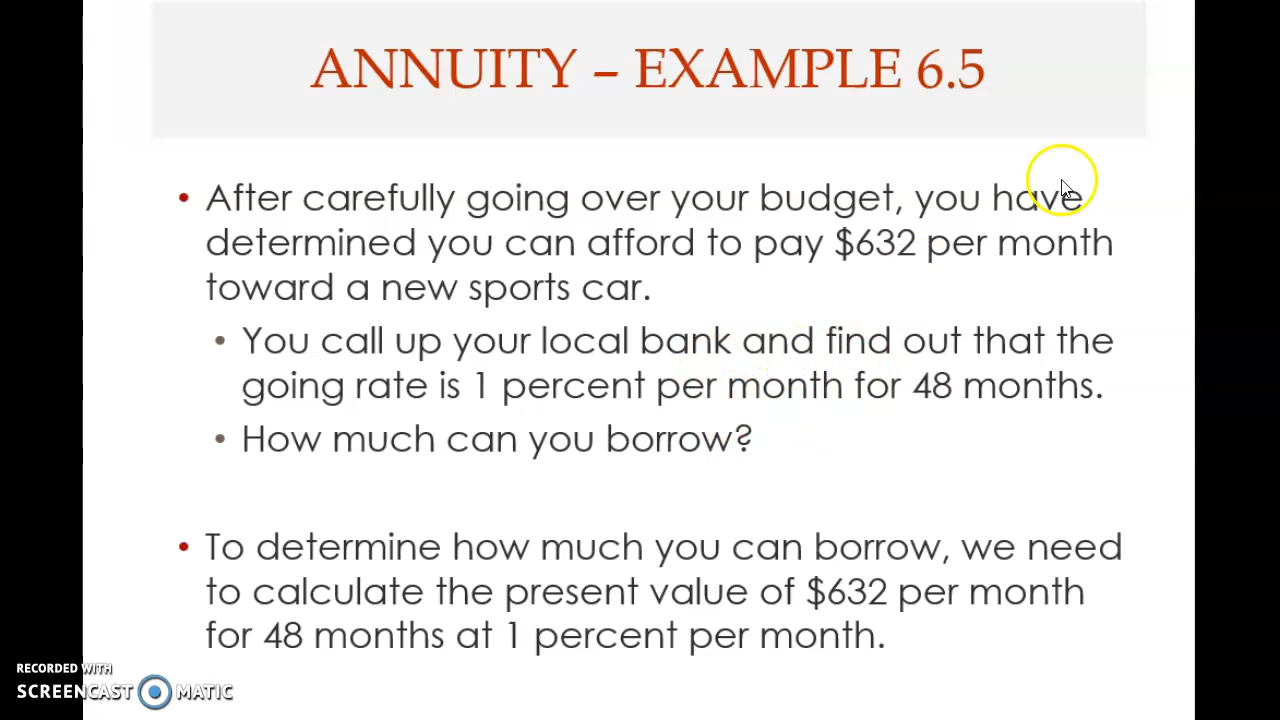 ANNUITY – EXAMPLE 6.5
• After carefully going over your budget, you have
determined you can afford to pay $632 per month
toward a new sports car.
• You call up your local bank and find out that the
going rate is 1 percent per month for 48 months.
• How much can you borrow?
• To determine how much you can borrow, we need
to calculate the present value of $632 per month
for 48 months at 1 percent per month.
RECORDED WITH
SCREENCAST MATIC